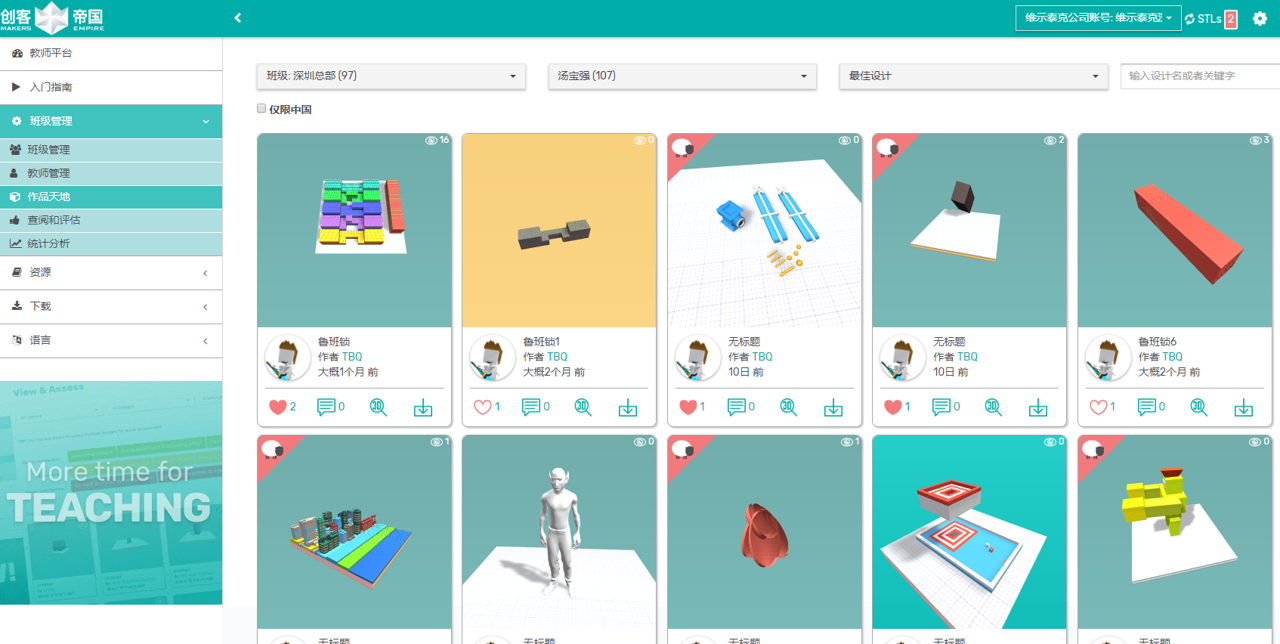 创客 帝国
MAKERS EMPIRE
维示泰克公司账号: 维示泰克
STLs 2
教师平台
入门指南
班级管理
班级管理
教师管理
作品天地
查阅和评估
统计分析
资源
下载
语言
View & Assess
More time for
TEACHING
班级: 深圳总部 (97)
汤宝强 (107)
最佳设计
输入设计名或者关键字
仅限中国
16
0
0
2
3
鲁班锁
作者 TBQ
大概1个月 前
2
0
鲁班锁1
作者 TBQ
大概2个月 前
1
0
无标题
作者 TBQ
10日 前
1
0
无标题
作者 TBQ
10日 前
1
0
鲁班锁6
作者 TBQ
大概2个月 前
1
0
1
0
1
0
0
无标题
无标题
无标题
无标题
无标题